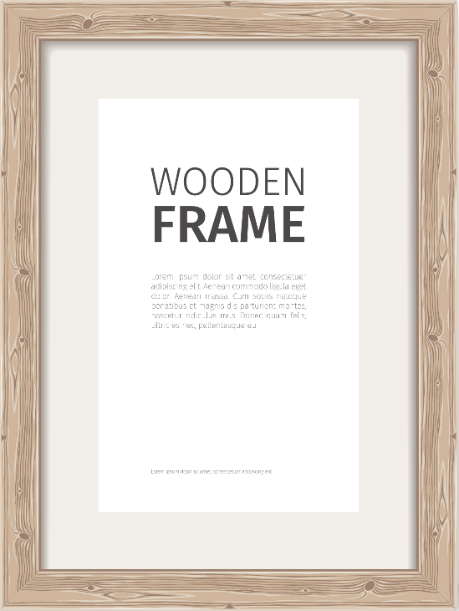 WOODEN
FRAME
Lorem ipsum dolor sit amet, consectetuer
adipiscing elit. Aenean commodo ligula eget
dolor. Aenean massa. Cum sociis natoque
penatibus et magnis dis parturient montes,
nascetur ridiculus mus. Donec quam felis,
ultricies nec, pellentesque eu
Lorem ipsum dolor sit amet, consectetuer adipiscing elit.